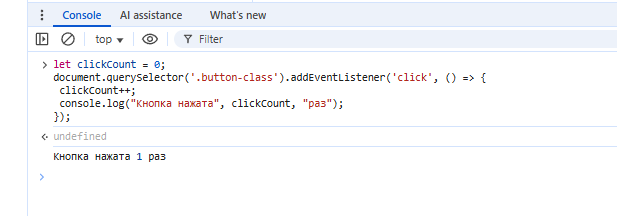 Console AI assistance What's new
top Filter
let clickCount = 0;
document.querySelector('.button-class').addEventListener('click', () => {
clickCount++;
console.log("Кнопка нажата", clickCount, "раз");
});
undefined
Кнопка нажата 1 раз